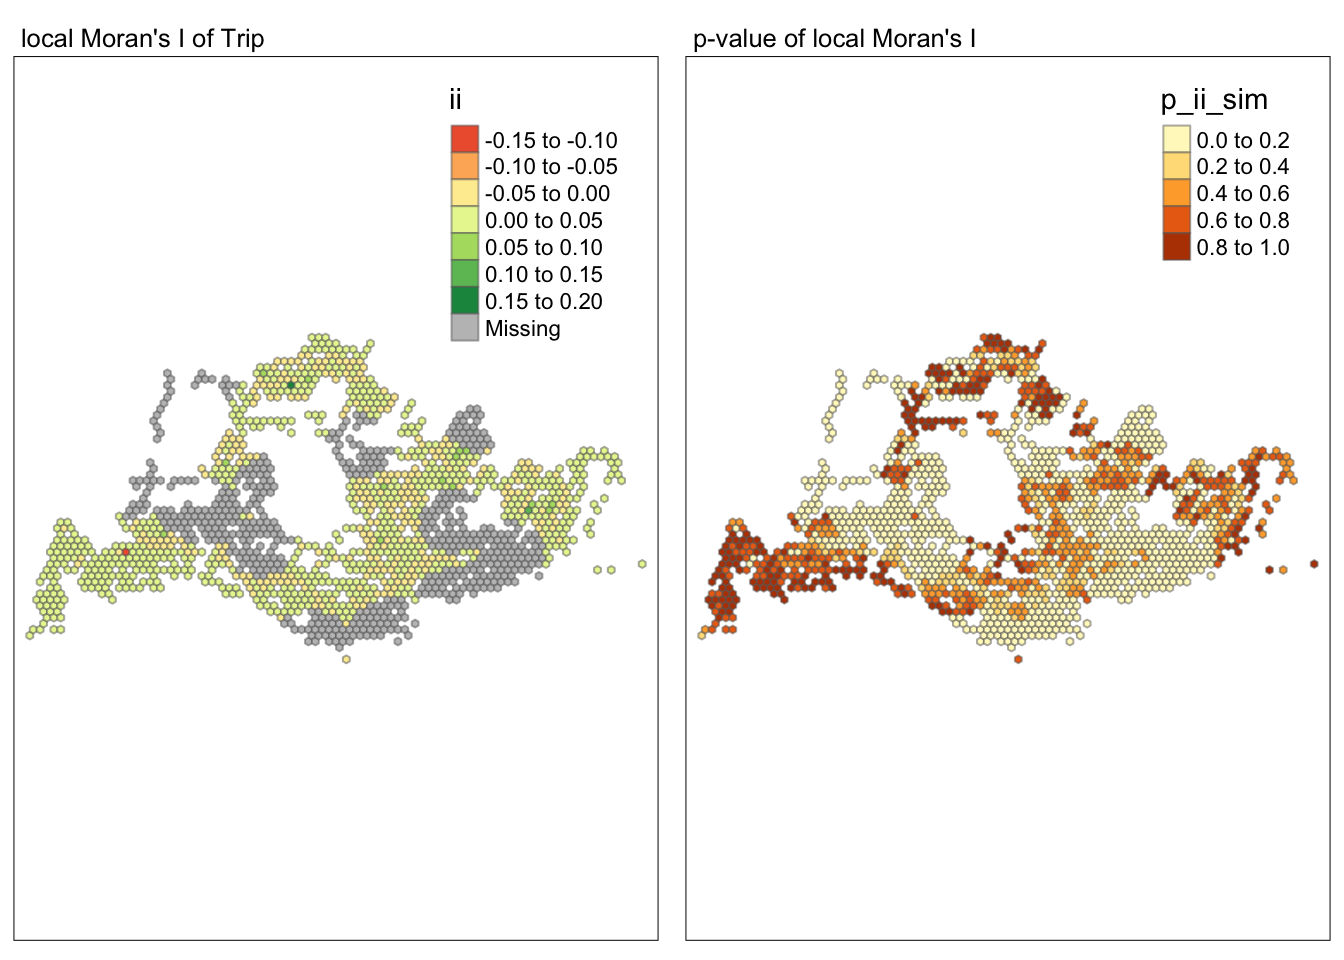 local Moran's I of Trip
ii
-0.15 to -0.10
-0.10 to -0.05
-0.05 to 0.00
0.00 to 0.05
0.05 to 0.10
0.10 to 0.15
0.15 to 0.20
Missing
p-value of local Moran's I
p_ii_sim
0.0 to 0.2
0.2 to 0.4
0.4 to 0.6
0.6 to 0.8
0.8 to 1.0